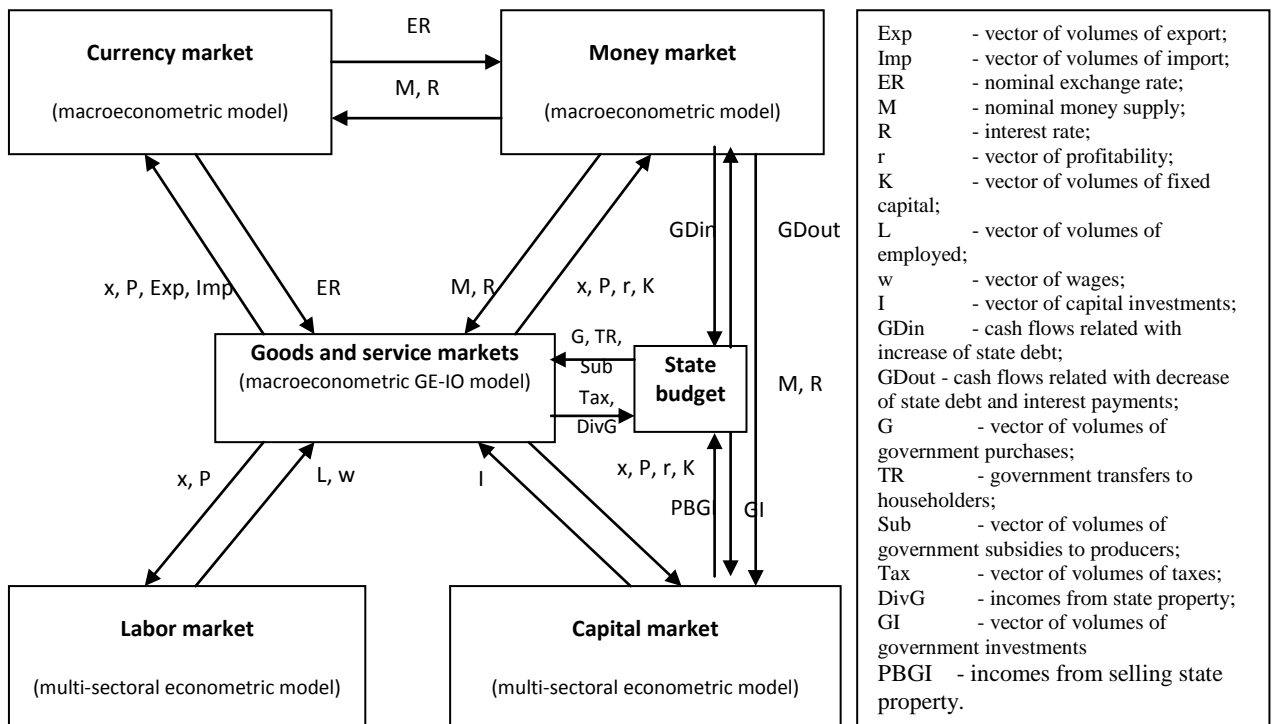 Currency market
(macroeconometric model)
ER
M, R
Money market
(macroeconometric model)
x, P, Exp, Imp
ER
M, R
x, P, r, K
GDin
GDout
Goods and service markets
(macroeconometric GE-IO model)
G, TR,
Sub
Tax,
DivG
State
budget
M, R
x, P
L, w
I
x, P, r, K
PBGI
GI
Labor market
(multi-sectoral econometric model)
Capital market
(multi-sectoral econometric model)
Exp - vector of volumes of export;
Imp - vector of volumes of import;
ER - nominal exchange rate;
M - nominal money supply;
R - interest rate;
r - vector of profitability;
K - vector of volumes of fixed
capital;
L - vector of volumes of
employed;
w - vector of wages;
I - vector of capital investments;
GDin - cash flows related with
increase of state debt;
GDout - cash flows related with decrease
of state debt and interest payments;
G - vector of volumes of
government purchases;
TR - government transfers to
householders;
Sub - vector of volumes of
government subsidies to producers;
Tax - vector of volumes of taxes;
DivG - incomes from state property;
GI - vector of volumes of
government investments
PBGI - incomes from selling state
property.